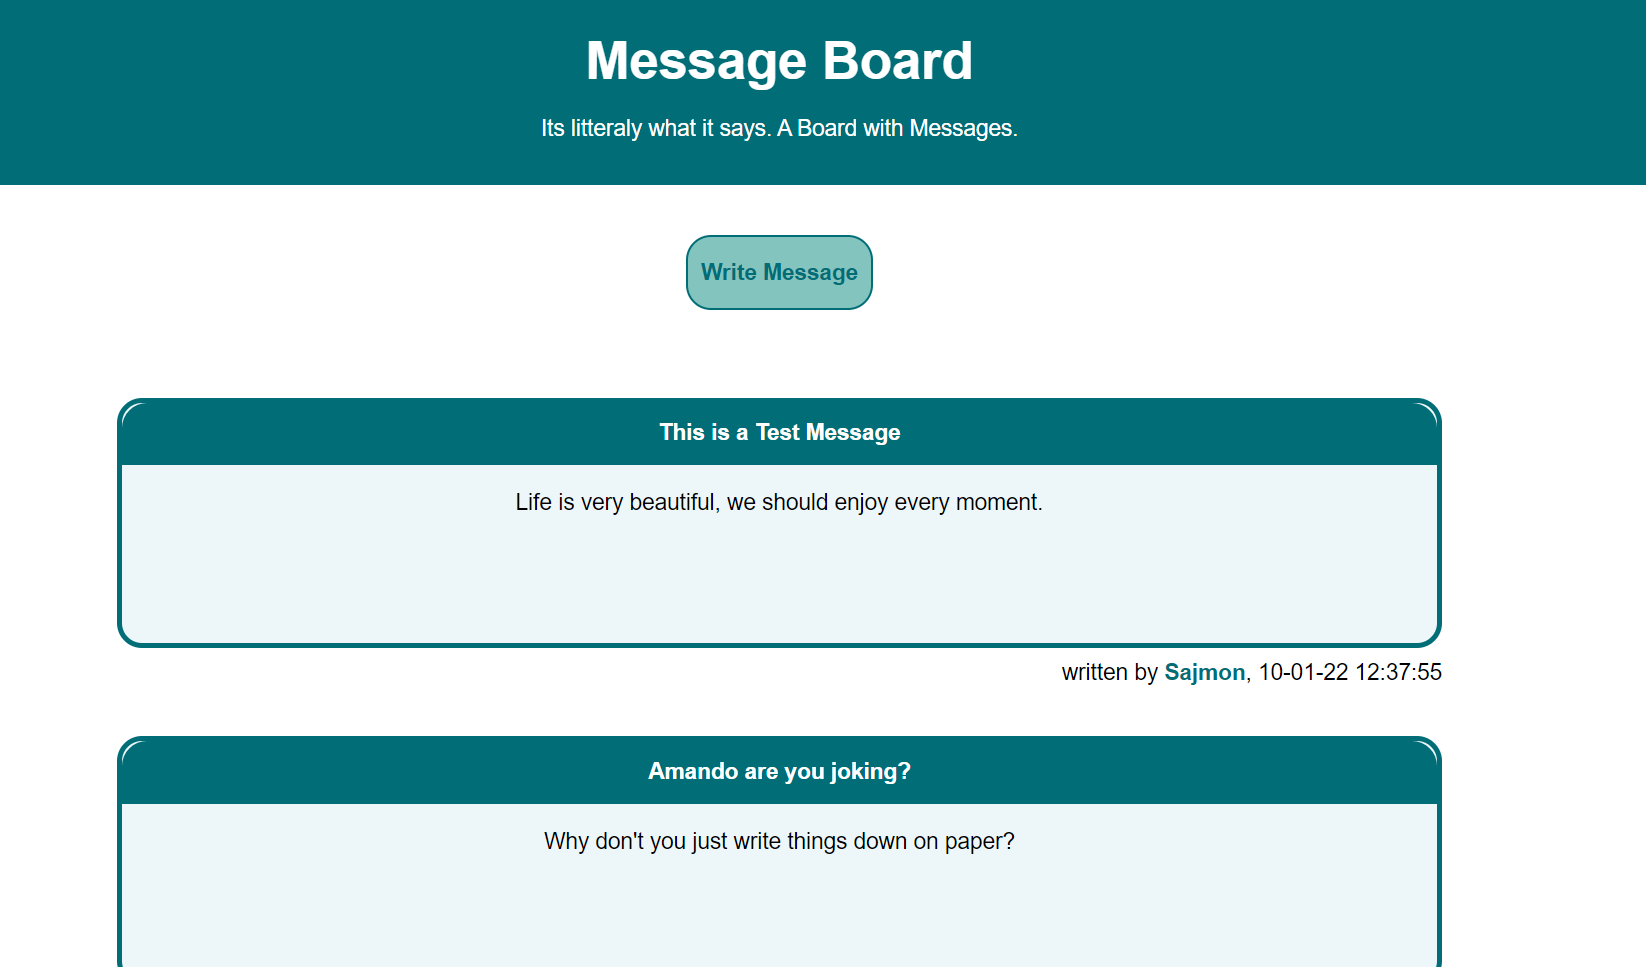 Message Board
Its litteraly what it says. A Board with Messages.
Write Message
This is a Test Message
Life is very beautiful, we should enjoy every moment.
written by Sajmon, 10-01-22 12:37:55
Amando are you joking?
Why don't you just write things down on paper?